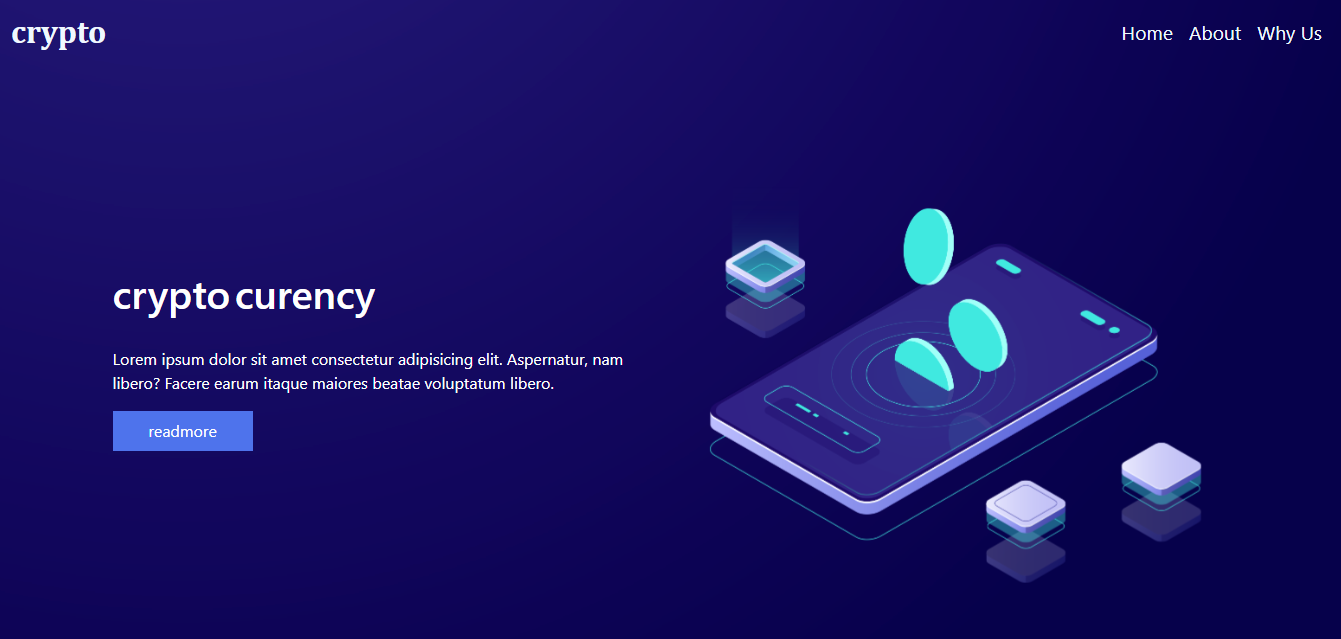 crypto
Home About Why Us
crypto curency
Lorem ipsum dolor sit amet consectetur adipisicing elit. Aspernatur, nam
libero? Facere earum itaque maiores beatae voluptatum libero.
readmore